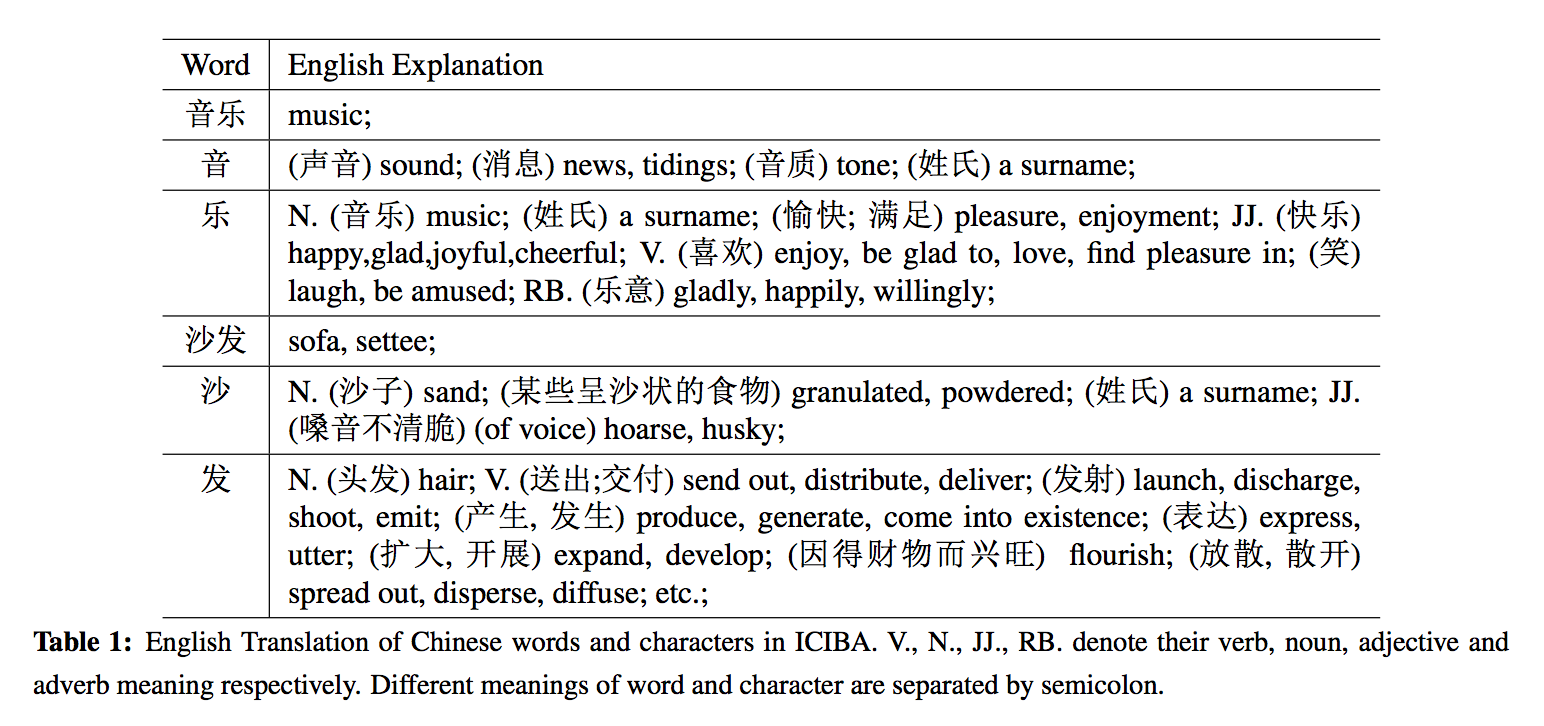 Word English Explanation
音乐 music;
音 (声音) sound; (消息) news, tidings; (音质) tone; (姓氏) a surname;
乐 N. (音乐) music; (姓氏) a surname; (愉快; 满足) pleasure, enjoyment; JJ. (快乐)
happy,glad,joyful,cheerful; V. (喜欢) enjoy, be glad to, love, find pleasure in; (笑)
laugh, be amused; RB. (乐意) gladly, happily, willingly;
沙发 sofa, settee;
沙 N. (沙子) sand; (某些呈沙状的食物) granulated, powdered; (姓氏) a surname; JJ.
(嗓音不清脆) (of voice) hoarse, husky;
发 N. (头发) hair; V. (送出;交付) send out, distribute, deliver; (发射) launch, discharge,
shoot, emit; (产生, 发生) produce, generate, come into existence; (表达) express,
utter; (扩大, 开展) expand, develop; (因得财物而兴旺) flourish; (放散, 散开)
spread out, disperse, diffuse; etc.;
Table 1: English Translation of Chinese words and characters in ICIBA. V., N., JJ., RB. denote their verb, noun, adjective and
adverb meaning respectively. Different meanings of word and character are separated by semicolon.